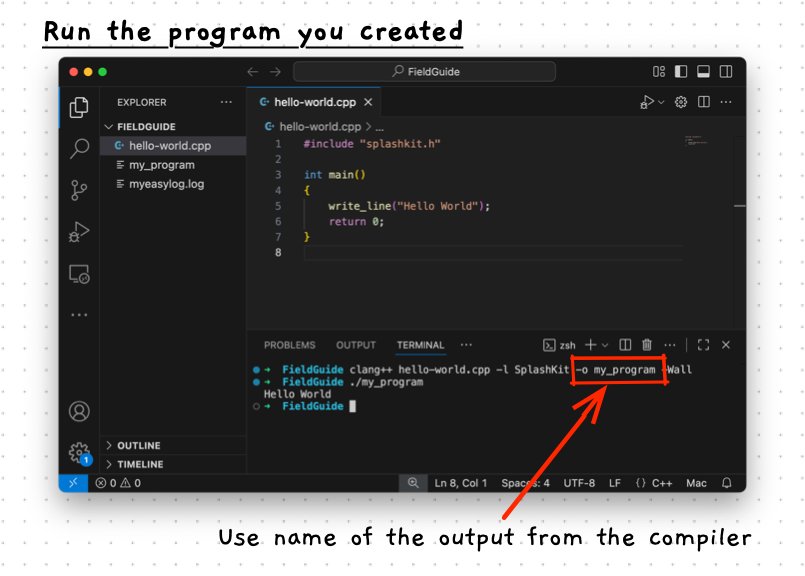 Run the program you created
FieldGuide
EXPLORER ...
hello-world.cpp
FIELDGUIDE
hello-world.cpp
my_program
myeasylog.log
hello-world.cpp > ...
1 #include "splashkit.h"
2
3 int main()
4 {
5 write_line("Hello World");
6 return 0;
7 }
8
PROBLEMS OUTPUT TERMINAL ... zsh
FieldGuide clang++ hello-world.cpp -l SplashKit -o my_program -Wall
FieldGuide ./my_program
Hello World
FieldGuide
OUTLINE
TIMELINE
1
0 0 Ln 8, Col 1 Spaces: 4 UTF-8 LF {} C++ Mac
Use name of the output from the compiler